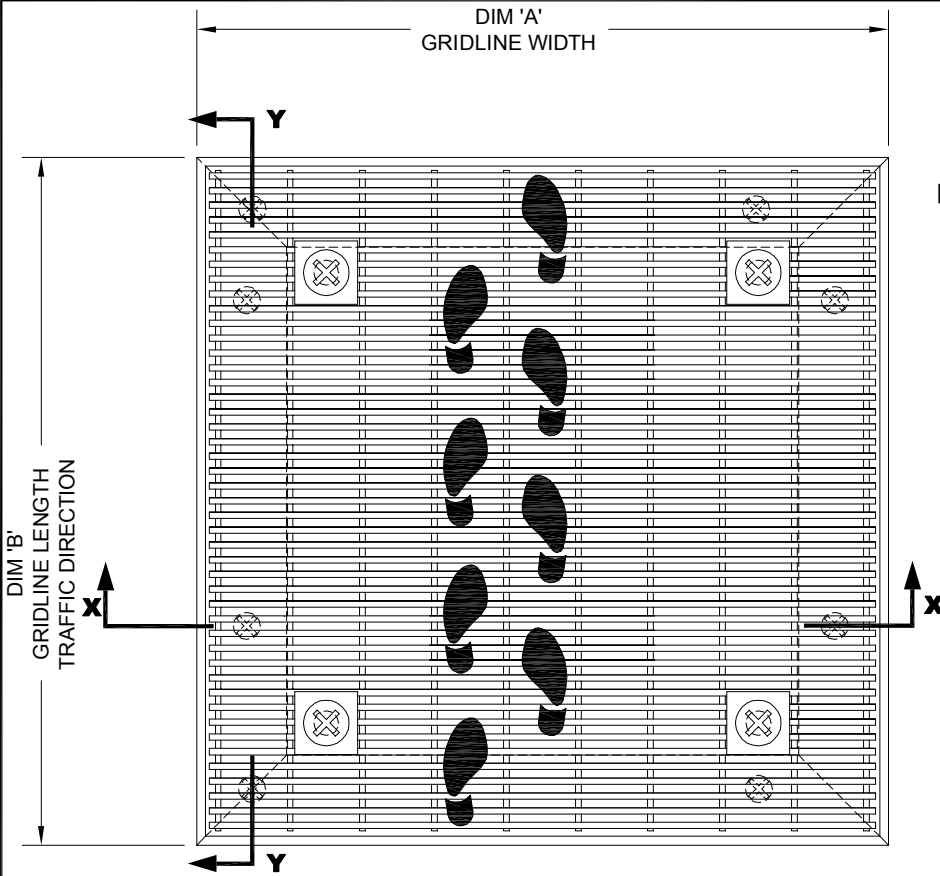 DIM 'A'
GRIDLINE WIDTH
Y
DIM 'B'
GRIDLINE LENGTH
TRAFFIC DIRECTION
X
X
Y